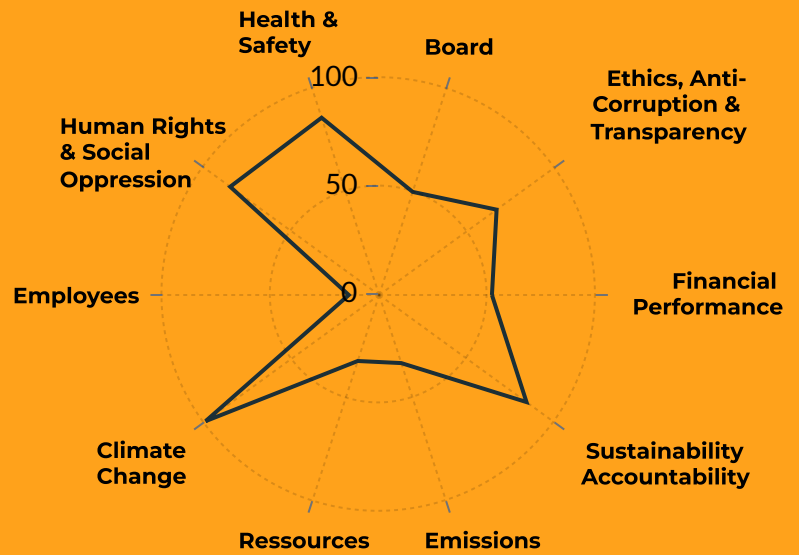 Health &
Safety
Board
100
Ethics, Anti-
Corruption &
Transparency
Human Rights
& Social
Oppression
50
Employees
0
Financial
Performance
Climate
Change
Sustainability
Accountability
Ressources
Emissions